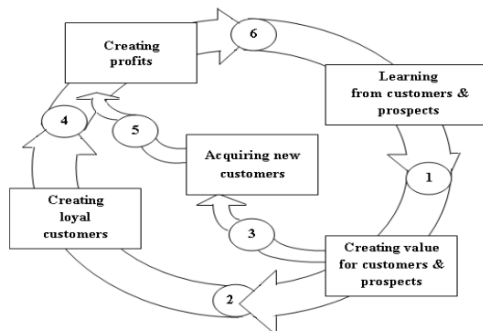 6
Creating
profits
Learning
from customers &
prospects
4
5
Acquiring new
customers
1
Creating
loyal
customers
3
Creating value
for customers &
prospects
2